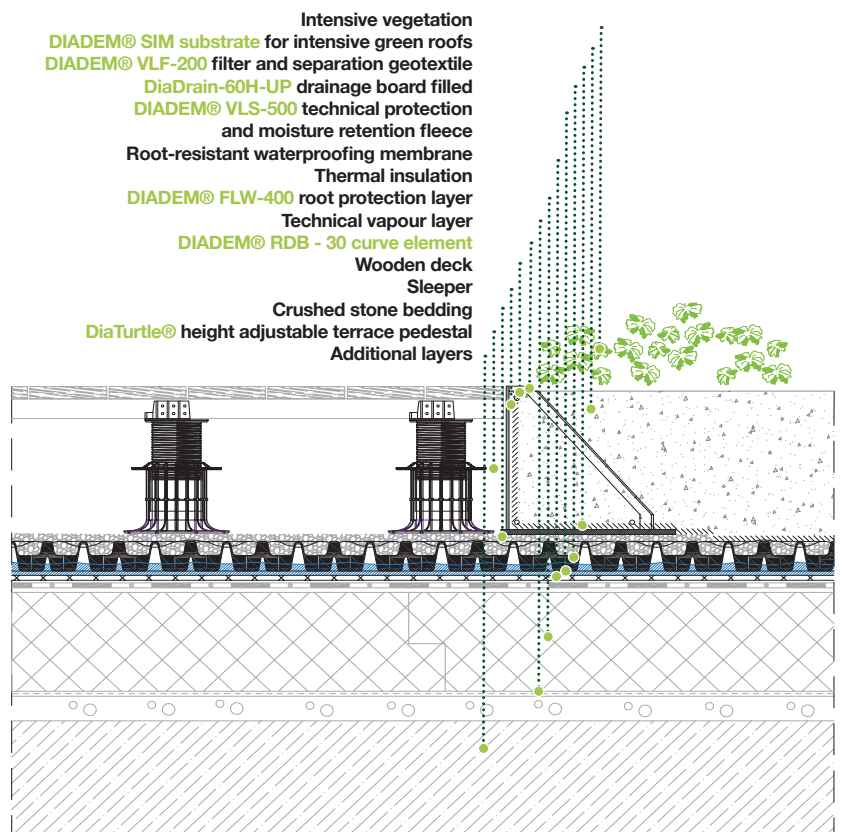 Intensive vegetation
DIADEM® SIM substrate for intensive green roofs
DIADEM® VLF-200 filter and separation geotextile
DiaDrain-60H-UP drainage board filled
DIADEM® VLS-500 technical protection
and moisture retention fleece
Root-resistant waterproofing membrane
Thermal insulation
DIADEM® FLW-400 root protection layer
Technical vapour layer
DIADEM® RDB - 30 curve element
Wooden deck
Sleeper
Crushed stone bedding
DiaTurtle® height adjustable terrace pedestal
Additional layers